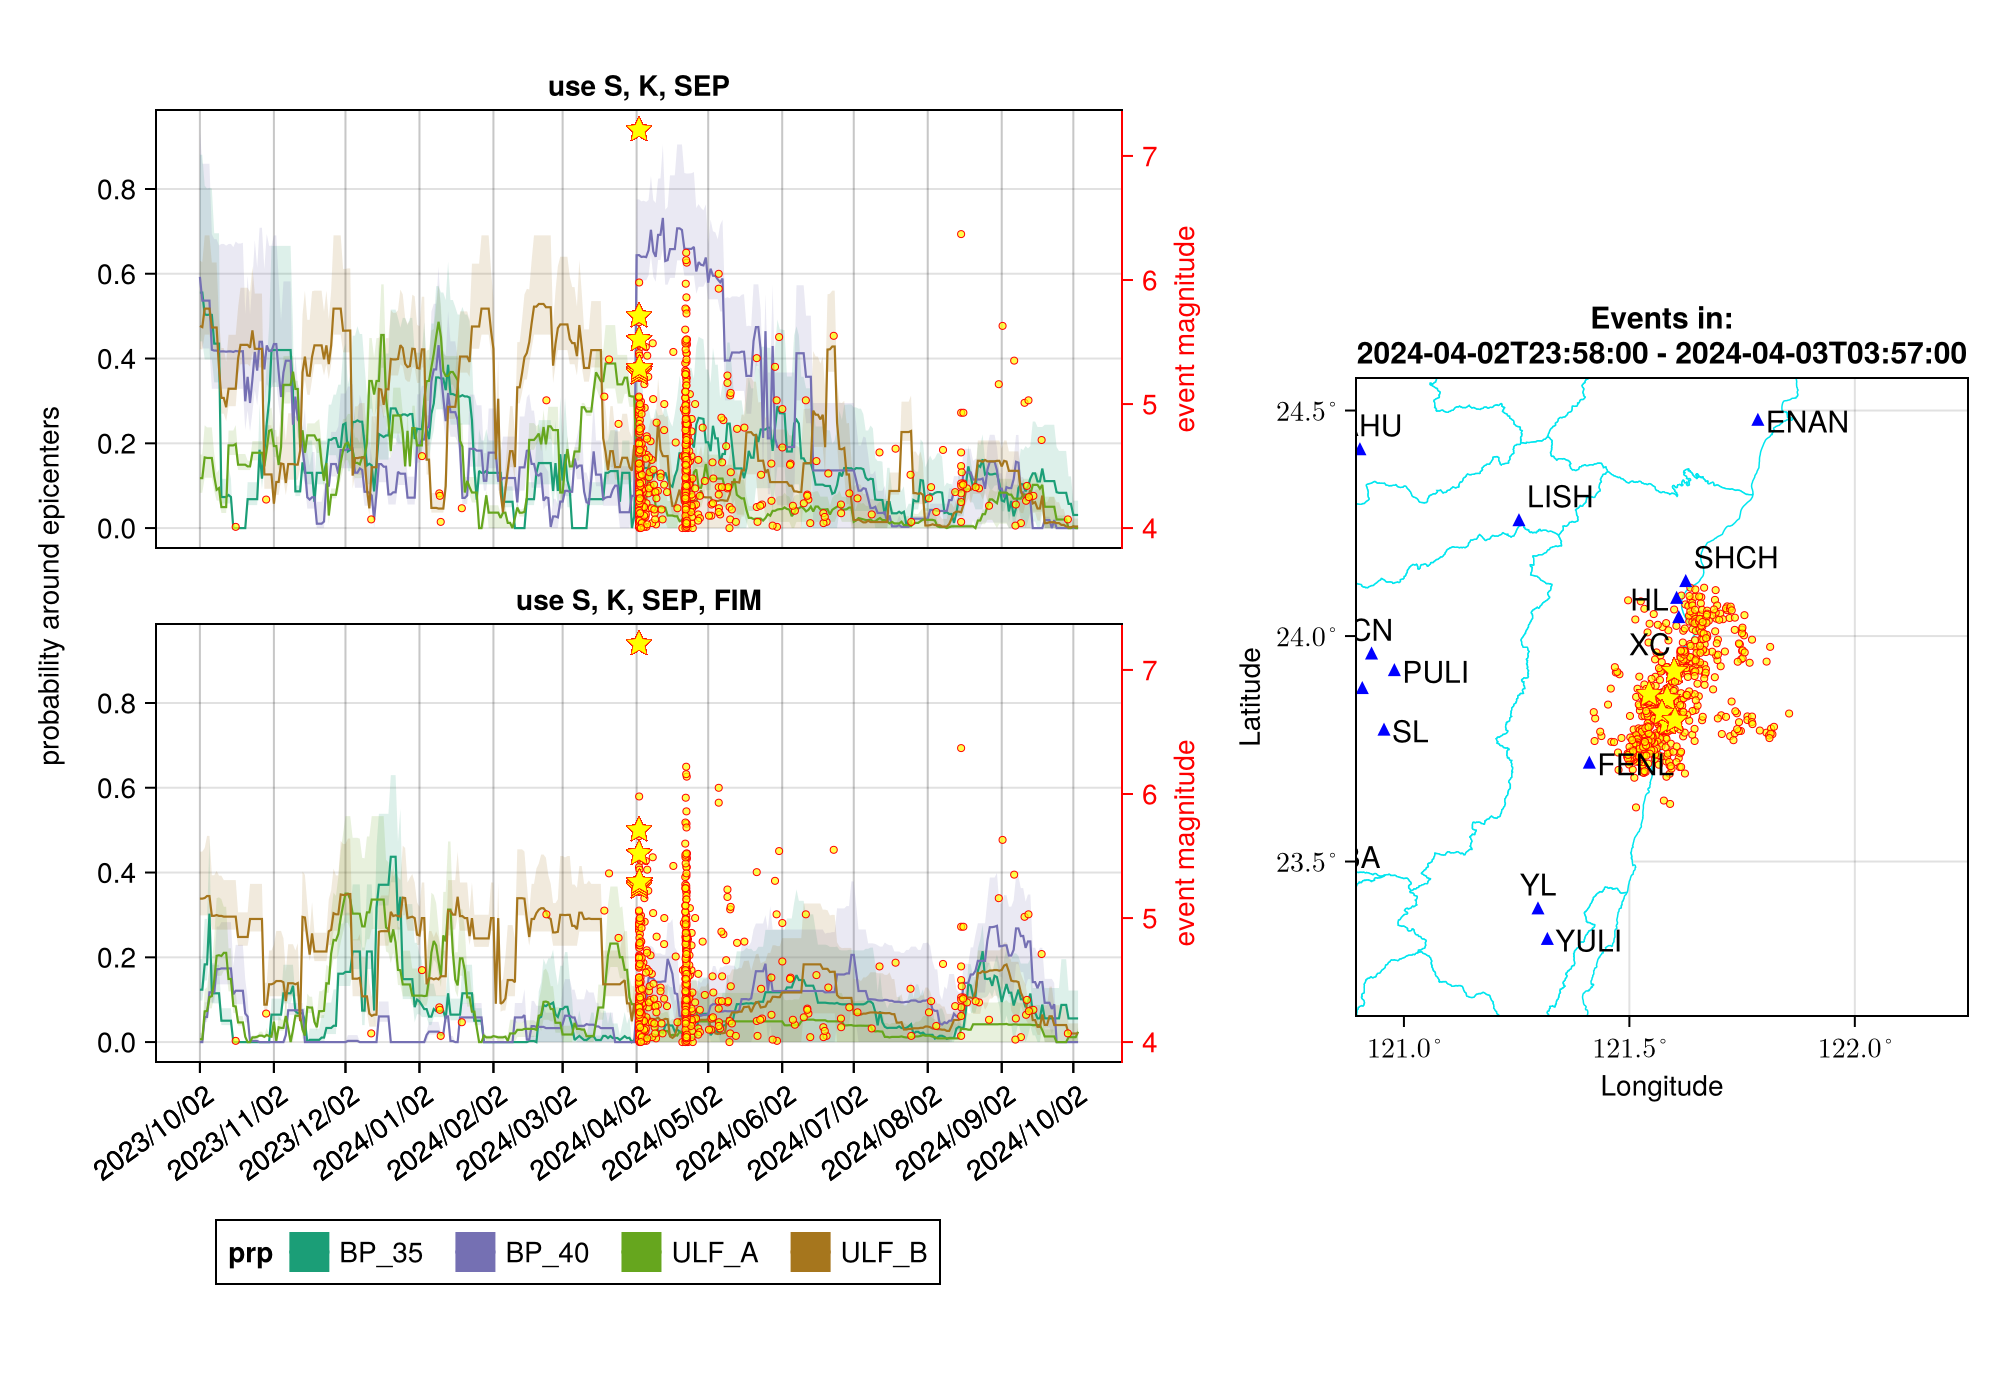 use S, K, SEP
0.8
0.6
0.4
0.2
0.0
7
6
5
4
event magnitude
probability around epicenters
use S, K, SEP, FIM
0.8
0.6
0.4
0.2
0.0
7
6
5
4
event magnitude
2023/10/02
2023/11/02
2023/12/02
2024/01/02
2024/02/02
2024/03/02
2024/04/02
2024/05/02
2024/06/02
2024/07/02
2024/08/02
2024/09/02
2024/10/02
prp BP_35 BP_40 ULF_A ULF_B
Events in:
2024-04-02T23:58:00 - 2024-04-03T03:57:00
24.5°
24.0°
23.5°
Latitude
HU
ENAN
LISH
SHCH
HL
CN
XC
PULI
SL
FENL
YL
YULI
121.0°
121.5°
122.0°
Longitude